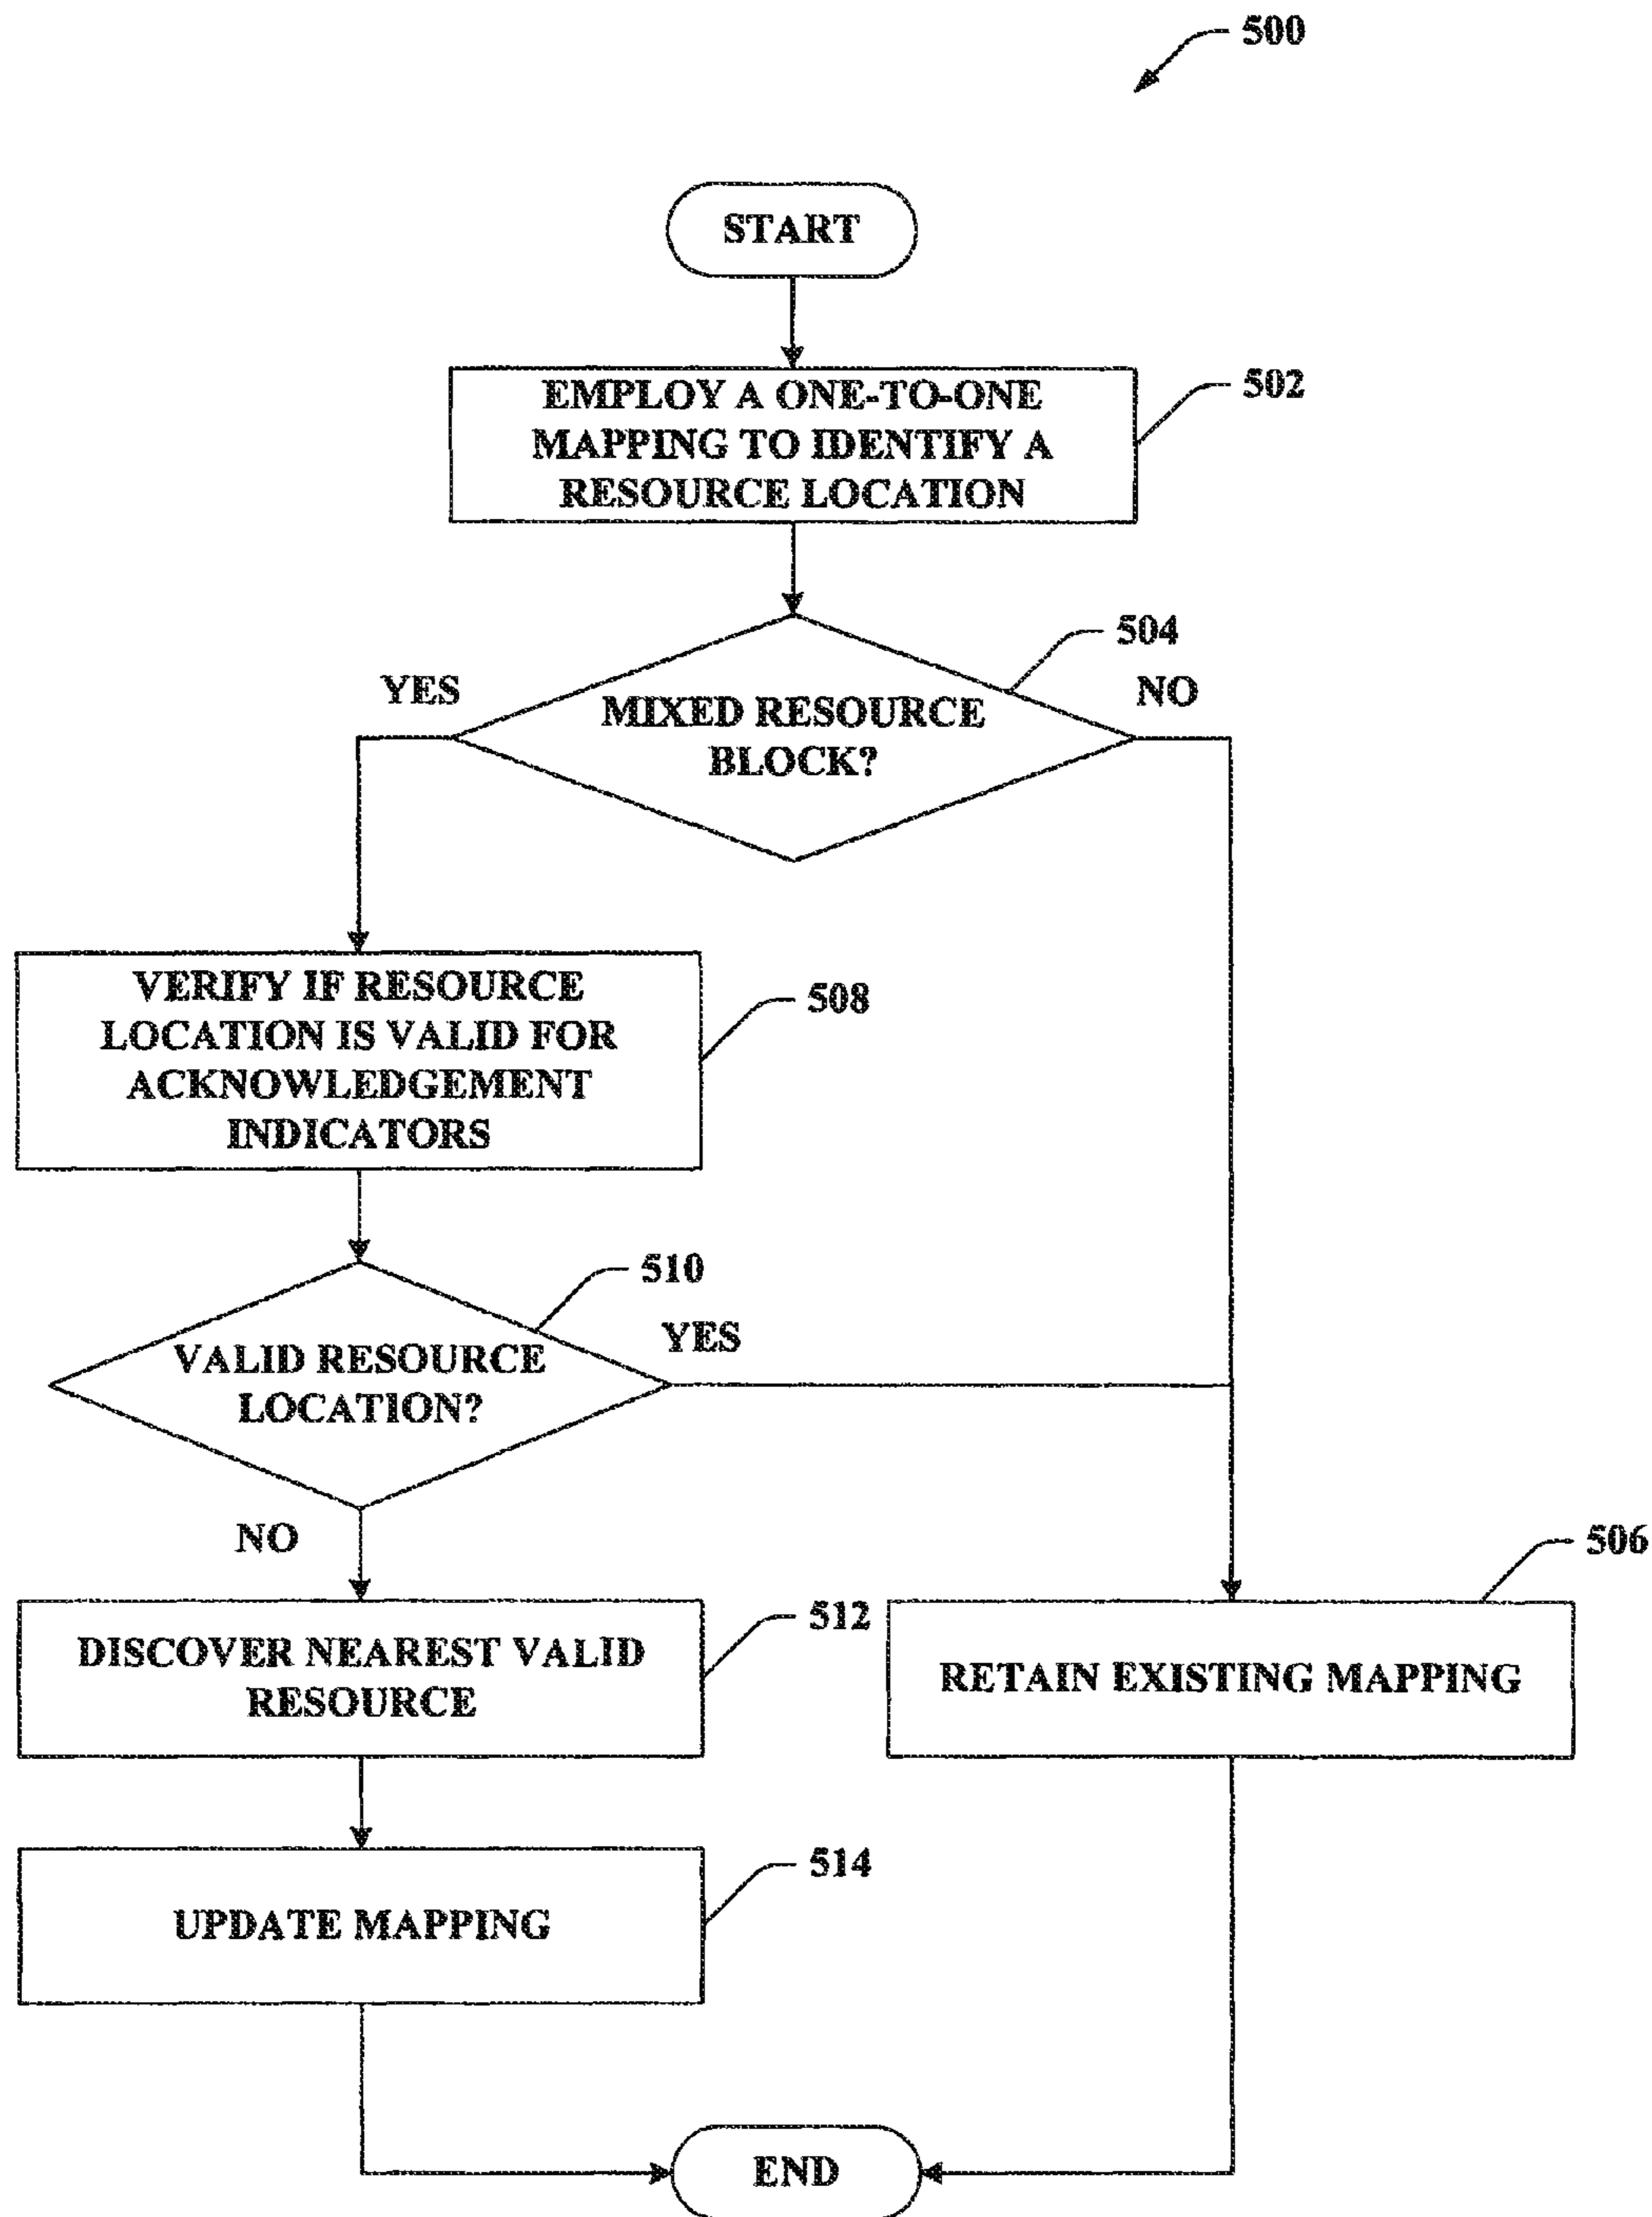 500
START
EMPLOY A ONE-TO-ONE
MAPPING TO IDENTIFY A
RESOURCE LOCATION
502
504
YES
NO
MIXED RESOURCE
BLOCK?
VERIFY IF RESOURCE
LOCATION IS VALID FOR
ACKNOWLEDGEMENT
INDICATORS
508
510
VALID RESOURCE
LOCATION?
YES
NO
506
DISCOVER NEAREST VALID
RESOURCE
512
RETAIN EXISTING MAPPING
UPDATE MAPPING
514
END